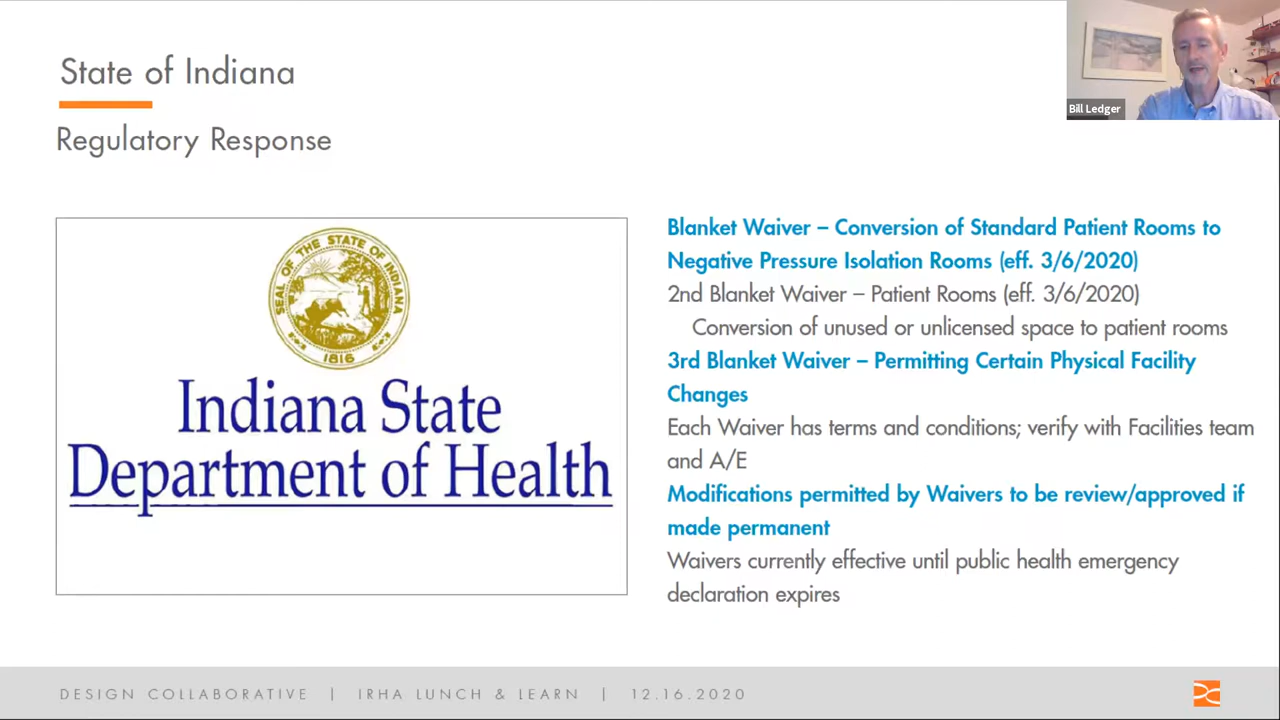 State of Indiana
Regulatory Response
Bill Ledger
SEAL OF THE STATE OF INDIANA
1816
Indiana State
Department of Health
Blanket Waiver – Conversion of Standard Patient Rooms to
Negative Pressure Isolation Rooms (eff. 3/6/2020)
2nd Blanket Waiver – Patient Rooms (eff. 3/6/2020)
Conversion of unused or unlicensed space to patient rooms
3rd Blanket Waiver – Permitting Certain Physical Facility
Changes
Each Waiver has terms and conditions; verify with Facilities team
and A/E
Modifications permitted by Waivers to be review/approved if
made permanent
Waivers currently effective until public health emergency
declaration expires
DESIGN COLLABORATIVE | IRHA LUNCH & LEARN | 12.16.2020